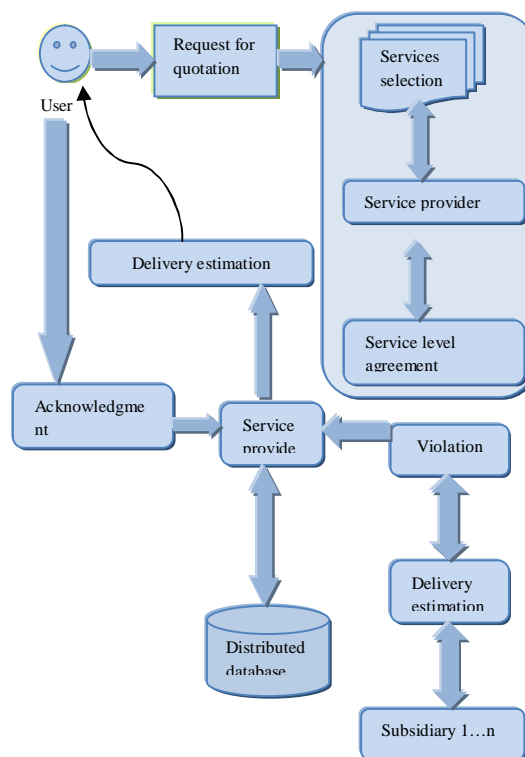 Request for
quotation
Services
selection
User
Service provider
Delivery estimation
Service level
agreement
Acknowledgme
nt
Service
provide
Violation
Delivery
estimation
Distributed
database
Subsidiary 1…n